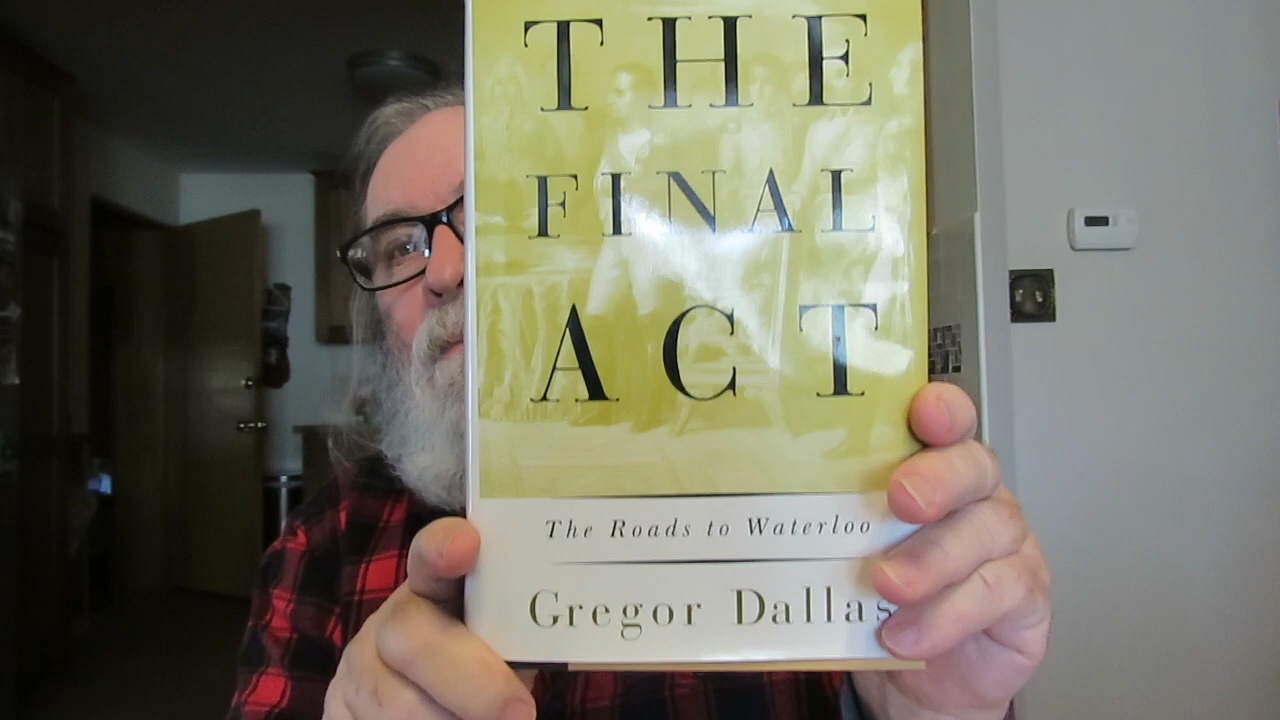 THE
FINAL
ACT
The Roads to Waterloo
Gregor Dallas